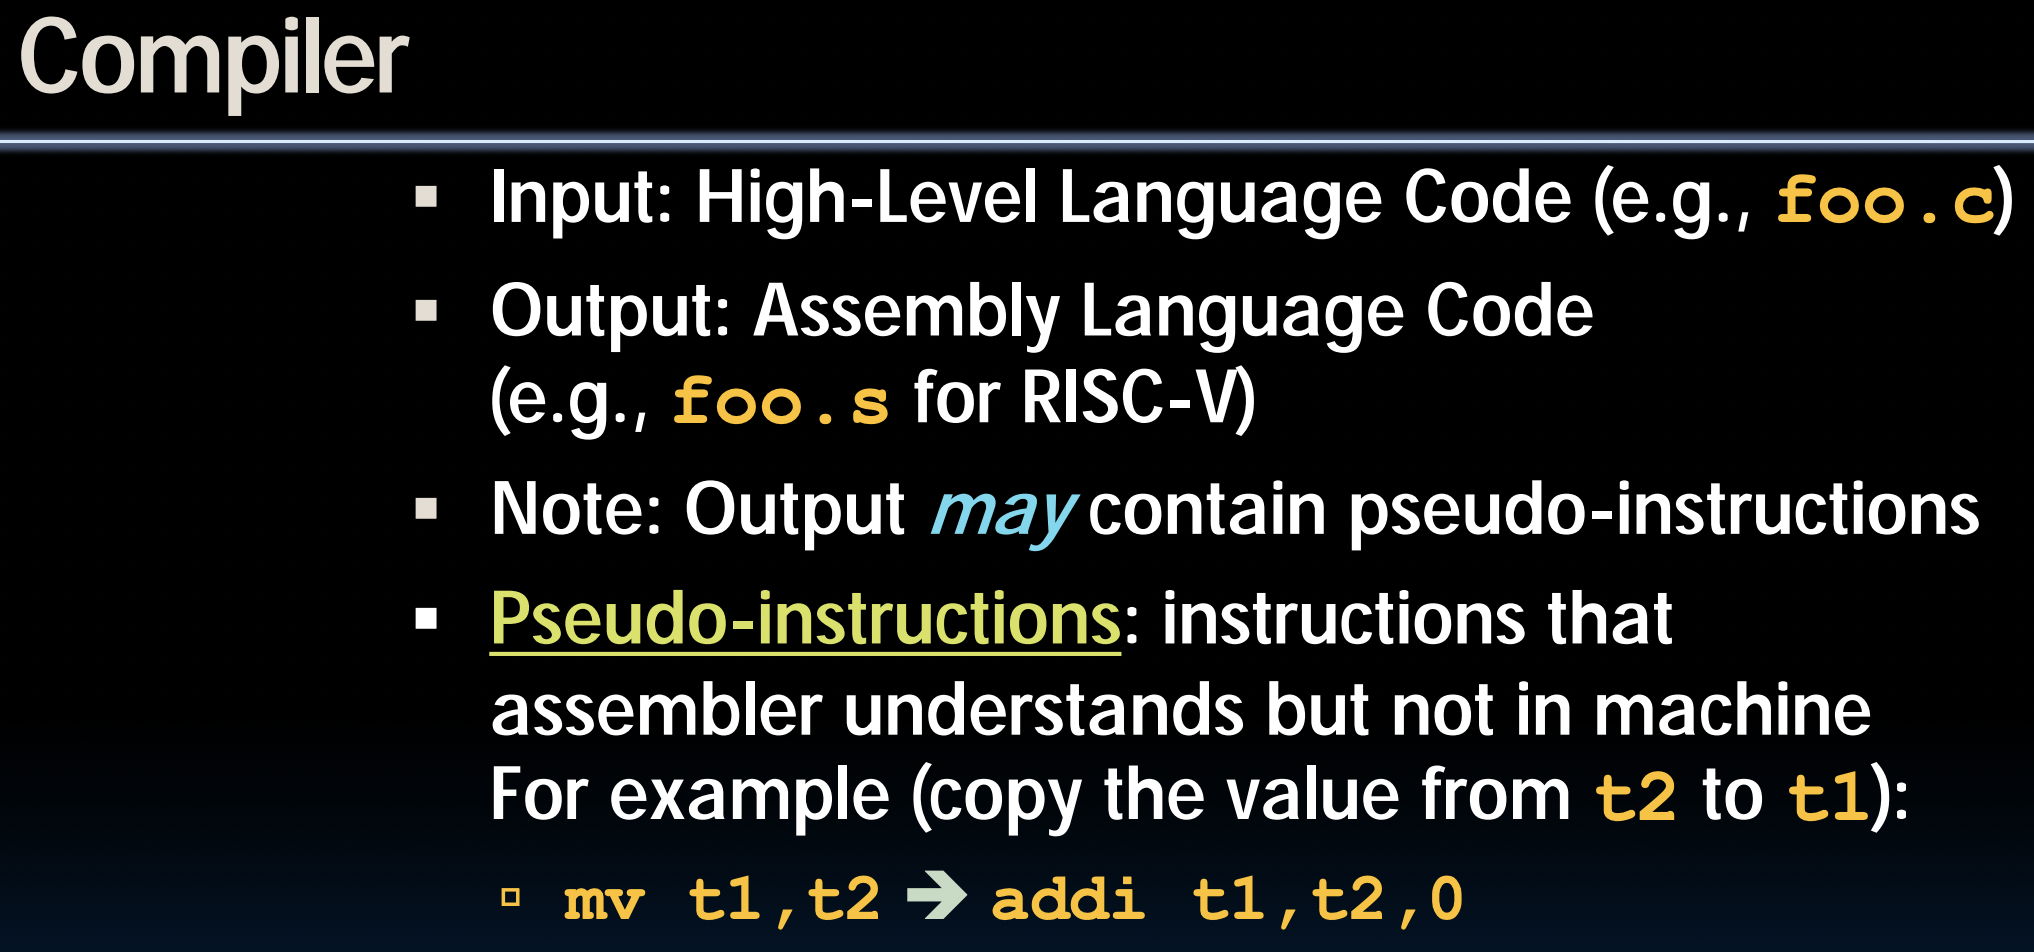 Compiler
Input: High-Level Language Code (e.g., foo.c)
Output: Assembly Language Code
(e.g., foo.s for RISC-V)
Note: Output may contain pseudo-instructions
Pseudo-instructions: instructions that
assembler understands but not in machine
For example (copy the value from t2 to t1):
mv t1,t2 ➔ addi t1,t2,0